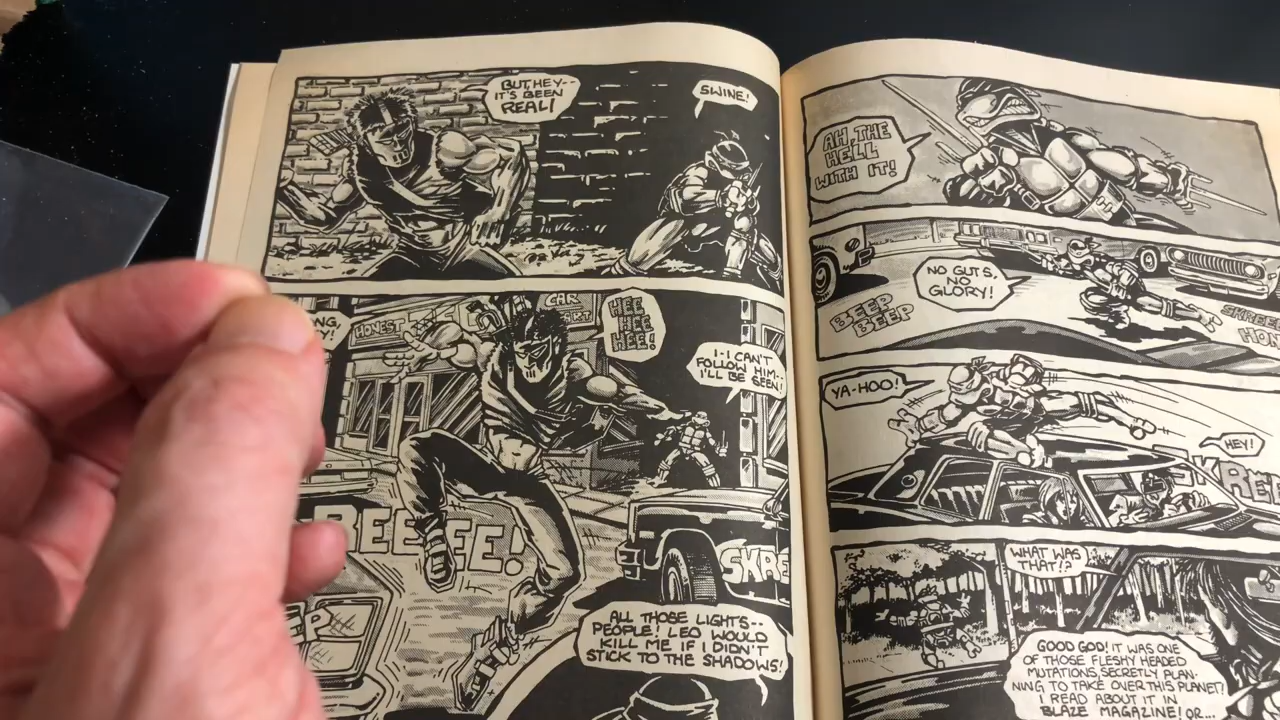 BUT, HEY--
IT'S BEEN
REAL!
SWINE!
HONEST
CAR
HEE
HEE
HEE!
I-I CAN'T
FOLLOW HIM--
I'LL BE SEEN!
SKRE
ALL THOSE LIGHTS--
PEOPLE! LEO WOULD
KILL ME IF I DIDN'T
STICK TO THE SHADOWS!
AH, THE
HELL
WITH IT!
NO GUTS,
NO
GLORY!
BEEP
BEEP
SKREE
HON
YA-HOO!
HEY!
SKREE
WHAT WAS
THAT!?
GOOD GOD! IT WAS ONE
OF THOSE FLESHY HEADED
MUTATIONS, SECRETLY PLAN-
NING TO TAKE OVER THIS PLANET!
I READ ABOUT IT IN
BLAZE MAGAZINE! OR...